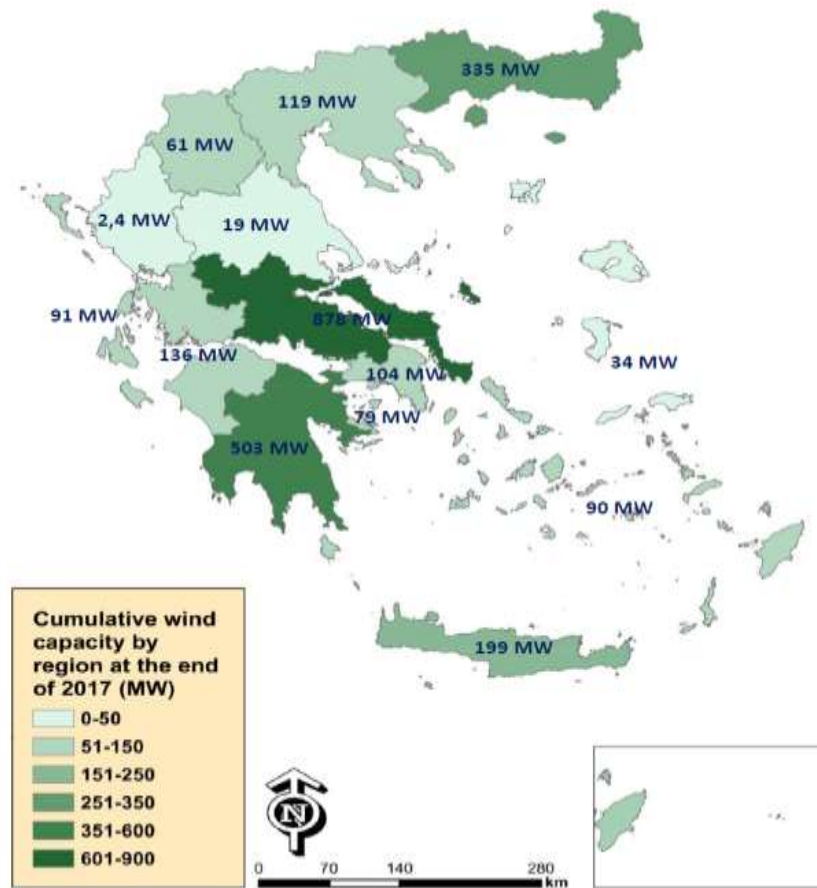 335 MW
119 MW
61 MW
2,4 MW
19 MW
91 MW
878 MW
136 MW
104 MW
34 MW
79 MW
503 MW
90 MW
199 MW
Cumulative wind
capacity by
region at the end
of 2017 (MW)
0-50
51-150
151-250
251-350
351-600
601-900
N
0 70 140 280
km